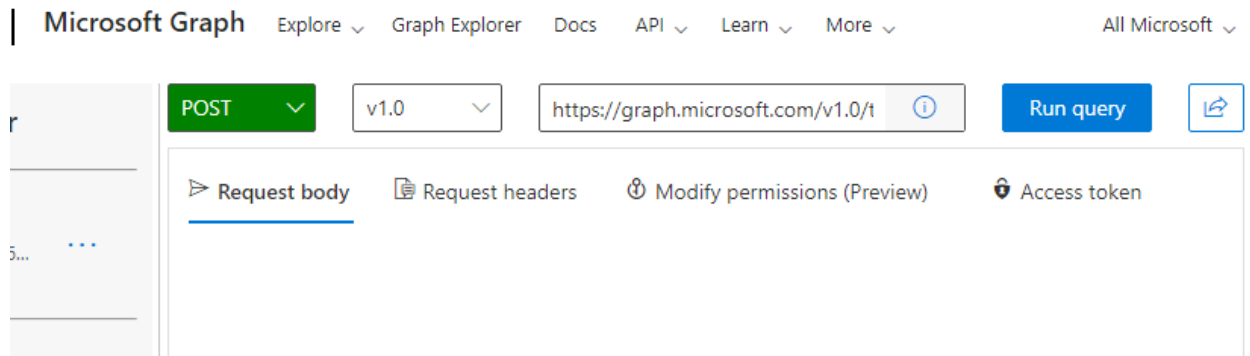 Microsoft Graph Explore Graph Explorer Docs API Learn More All Microsoft
POST v1.0 https://graph.microsoft.com/v1.0/t Run query
r
Request body Request headers Modify permissions (Preview) Access token
5...